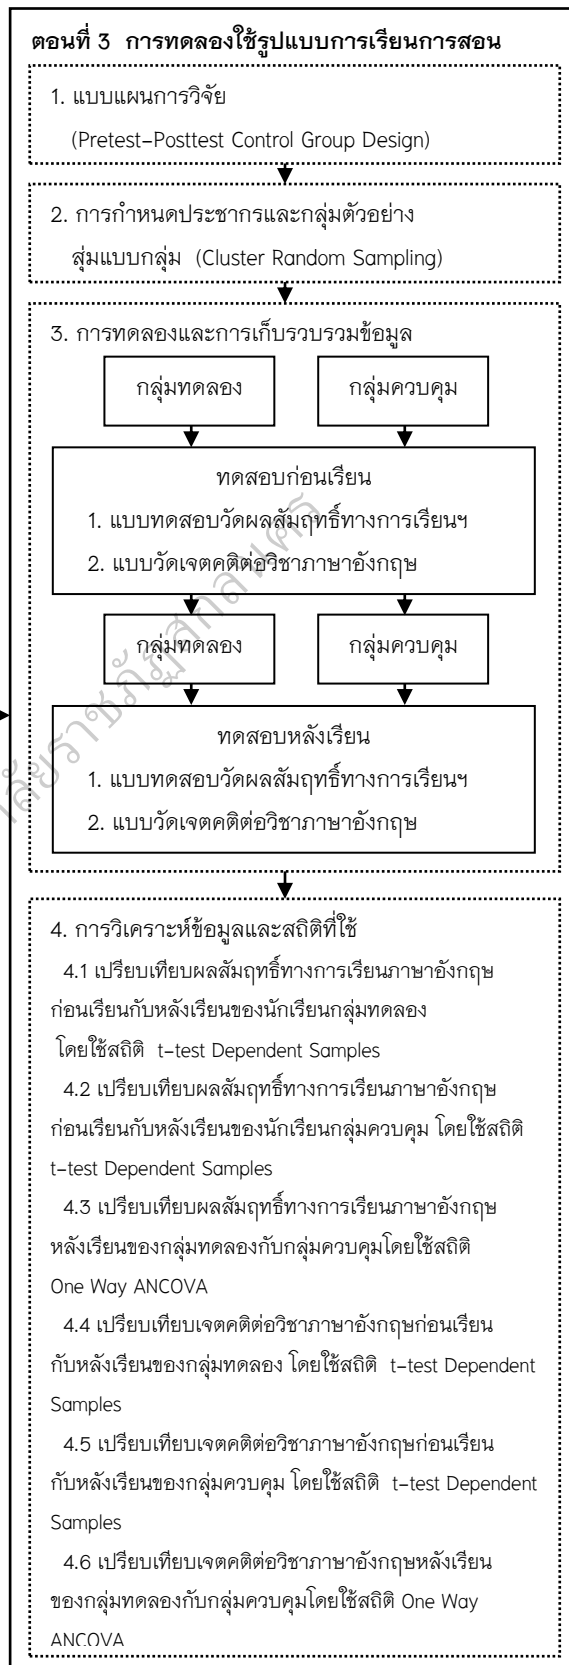 ตอนที่ 3 การทดลองใช้รูปแบบการเรียนการสอน
1. แบบแผนการวิจัย
(Pretest–Posttest Control Group Design)
2. การกำหนดประชากรและกลุ่มตัวอย่าง
สุ่มแบบกลุ่ม (Cluster Random Sampling)
3. การทดลองและการเก็บรวบรวมข้อมูล
กลุ่มทดลอง กลุ่มควบคุม
ทดสอบก่อนเรียน
1. แบบทดสอบวัดผลสัมฤทธิ์ทางการเรียนฯ
2. แบบวัดเจตคติต่อวิชาภาษาอังกฤษ
กลุ่มทดลอง กลุ่มควบคุม
ทดสอบหลังเรียน
1. แบบทดสอบวัดผลสัมฤทธิ์ทางการเรียนฯ
2. แบบวัดเจตคติต่อวิชาภาษาอังกฤษ
4. การวิเคราะห์ข้อมูลและสถิติที่ใช้
4.1 เปรียบเทียบผลสัมฤทธิ์ทางการเรียนภาษาอังกฤษ
ก่อนเรียนกับหลังเรียนของนักเรียนกลุ่มทดลอง
โดยใช้สถิติ t–test Dependent Samples
4.2 เปรียบเทียบผลสัมฤทธิ์ทางการเรียนภาษาอังกฤษ
ก่อนเรียนกับหลังเรียนของนักเรียนกลุ่มควบคุม โดยใช้สถิติ
t–test Dependent Samples
4.3 เปรียบเทียบผลสัมฤทธิ์ทางการเรียนภาษาอังกฤษ
หลังเรียนของกลุ่มทดลองกับกลุ่มควบคุมโดยใช้สถิติ
One Way ANCOVA
4.4 เปรียบเทียบเจตคติต่อวิชาภาษาอังกฤษก่อนเรียน
กับหลังเรียนของกลุ่มทดลอง โดยใช้สถิติ t–test Dependent
Samples
4.5 เปรียบเทียบเจตคติต่อวิชาภาษาอังกฤษก่อนเรียน
กับหลังเรียนของกลุ่มควบคุม โดยใช้สถิติ t–test Dependent
Samples
4.6 เปรียบเทียบเจตคติต่อวิชาภาษาอังกฤษหลังเรียน
ของกลุ่มทดลองกับกลุ่มควบคุมโดยใช้สถิติ One Way
ANCOVA
ลัยราชภัฏสกลนคร